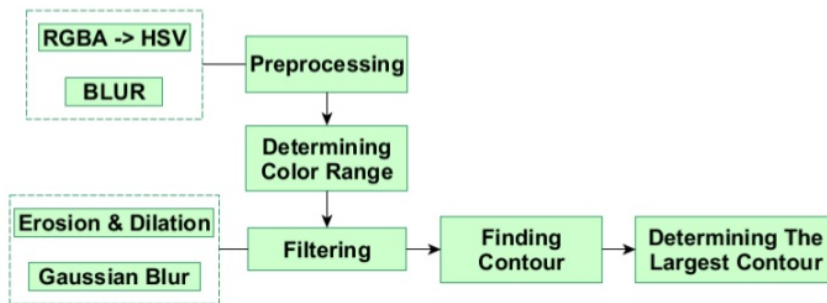 RGBA -> HSV
BLUR
Preprocessing
Determining
Color Range
Erosion & Dilation
Gaussian Blur
Filtering
Finding
Contour
Determining The
Largest Contour